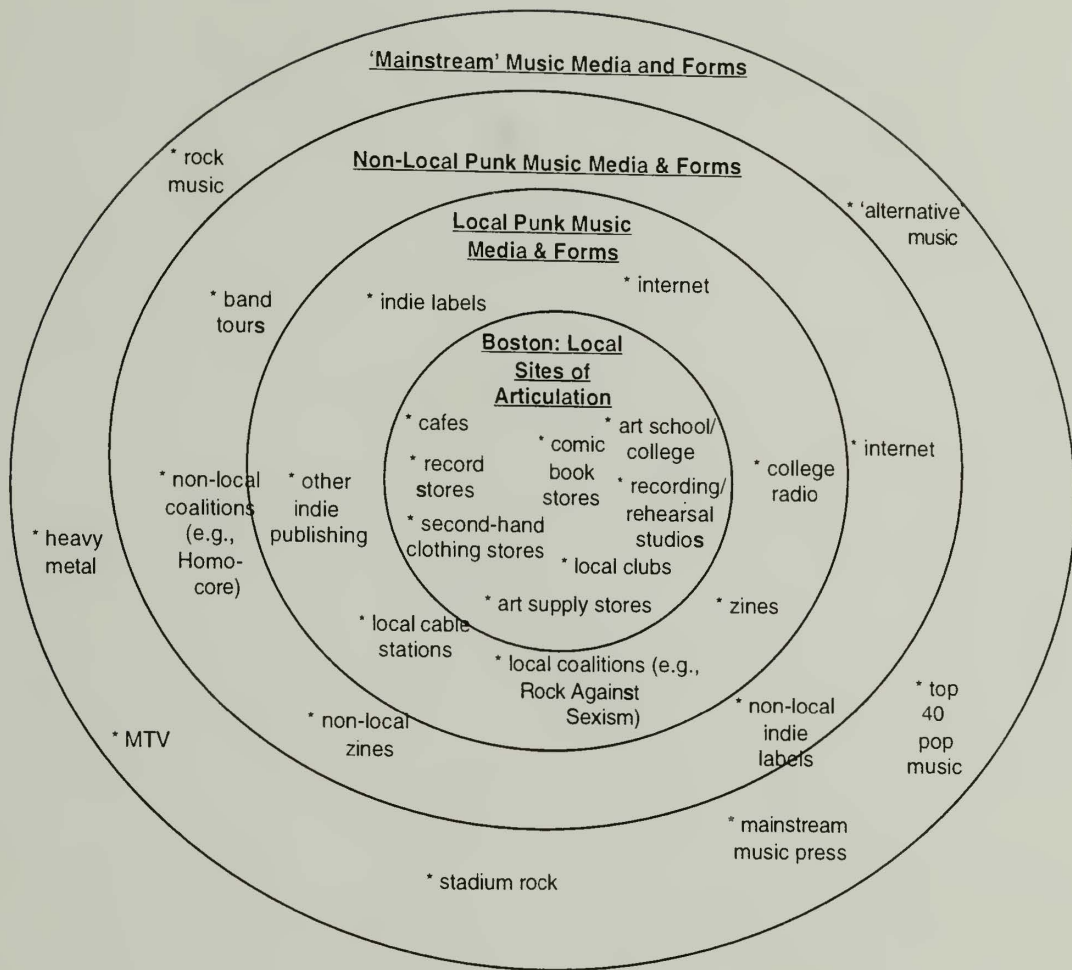 ‘Mainstream’ Music Media and Forms
* rock
music
Non-Local Punk Music Media & Forms
* ‘alternative‘
music
Local Punk Music
Media & Forms
* internet
* band
tours
* indie labels
Boston: Local
Sites of
Articulation
* cafes
* art school/
college
* comic
book
stores
* record
stores
* recording/
rehearsal
studios
* second-hand
clothing stores
* local clubs
* art supply stores
* internet
* college
radio
* non-local
coalitions
(e.g.,
Homo-
core)
* other
indie
publishing
* heavy
metal
* zines
* local cable
stations
* local coalitions (e.g.,
Rock Against
Sexism)
* non-local
zines
* non-local
indie
labels
* top
40
pop
music
* MTV
* mainstream
music press
* stadium rock